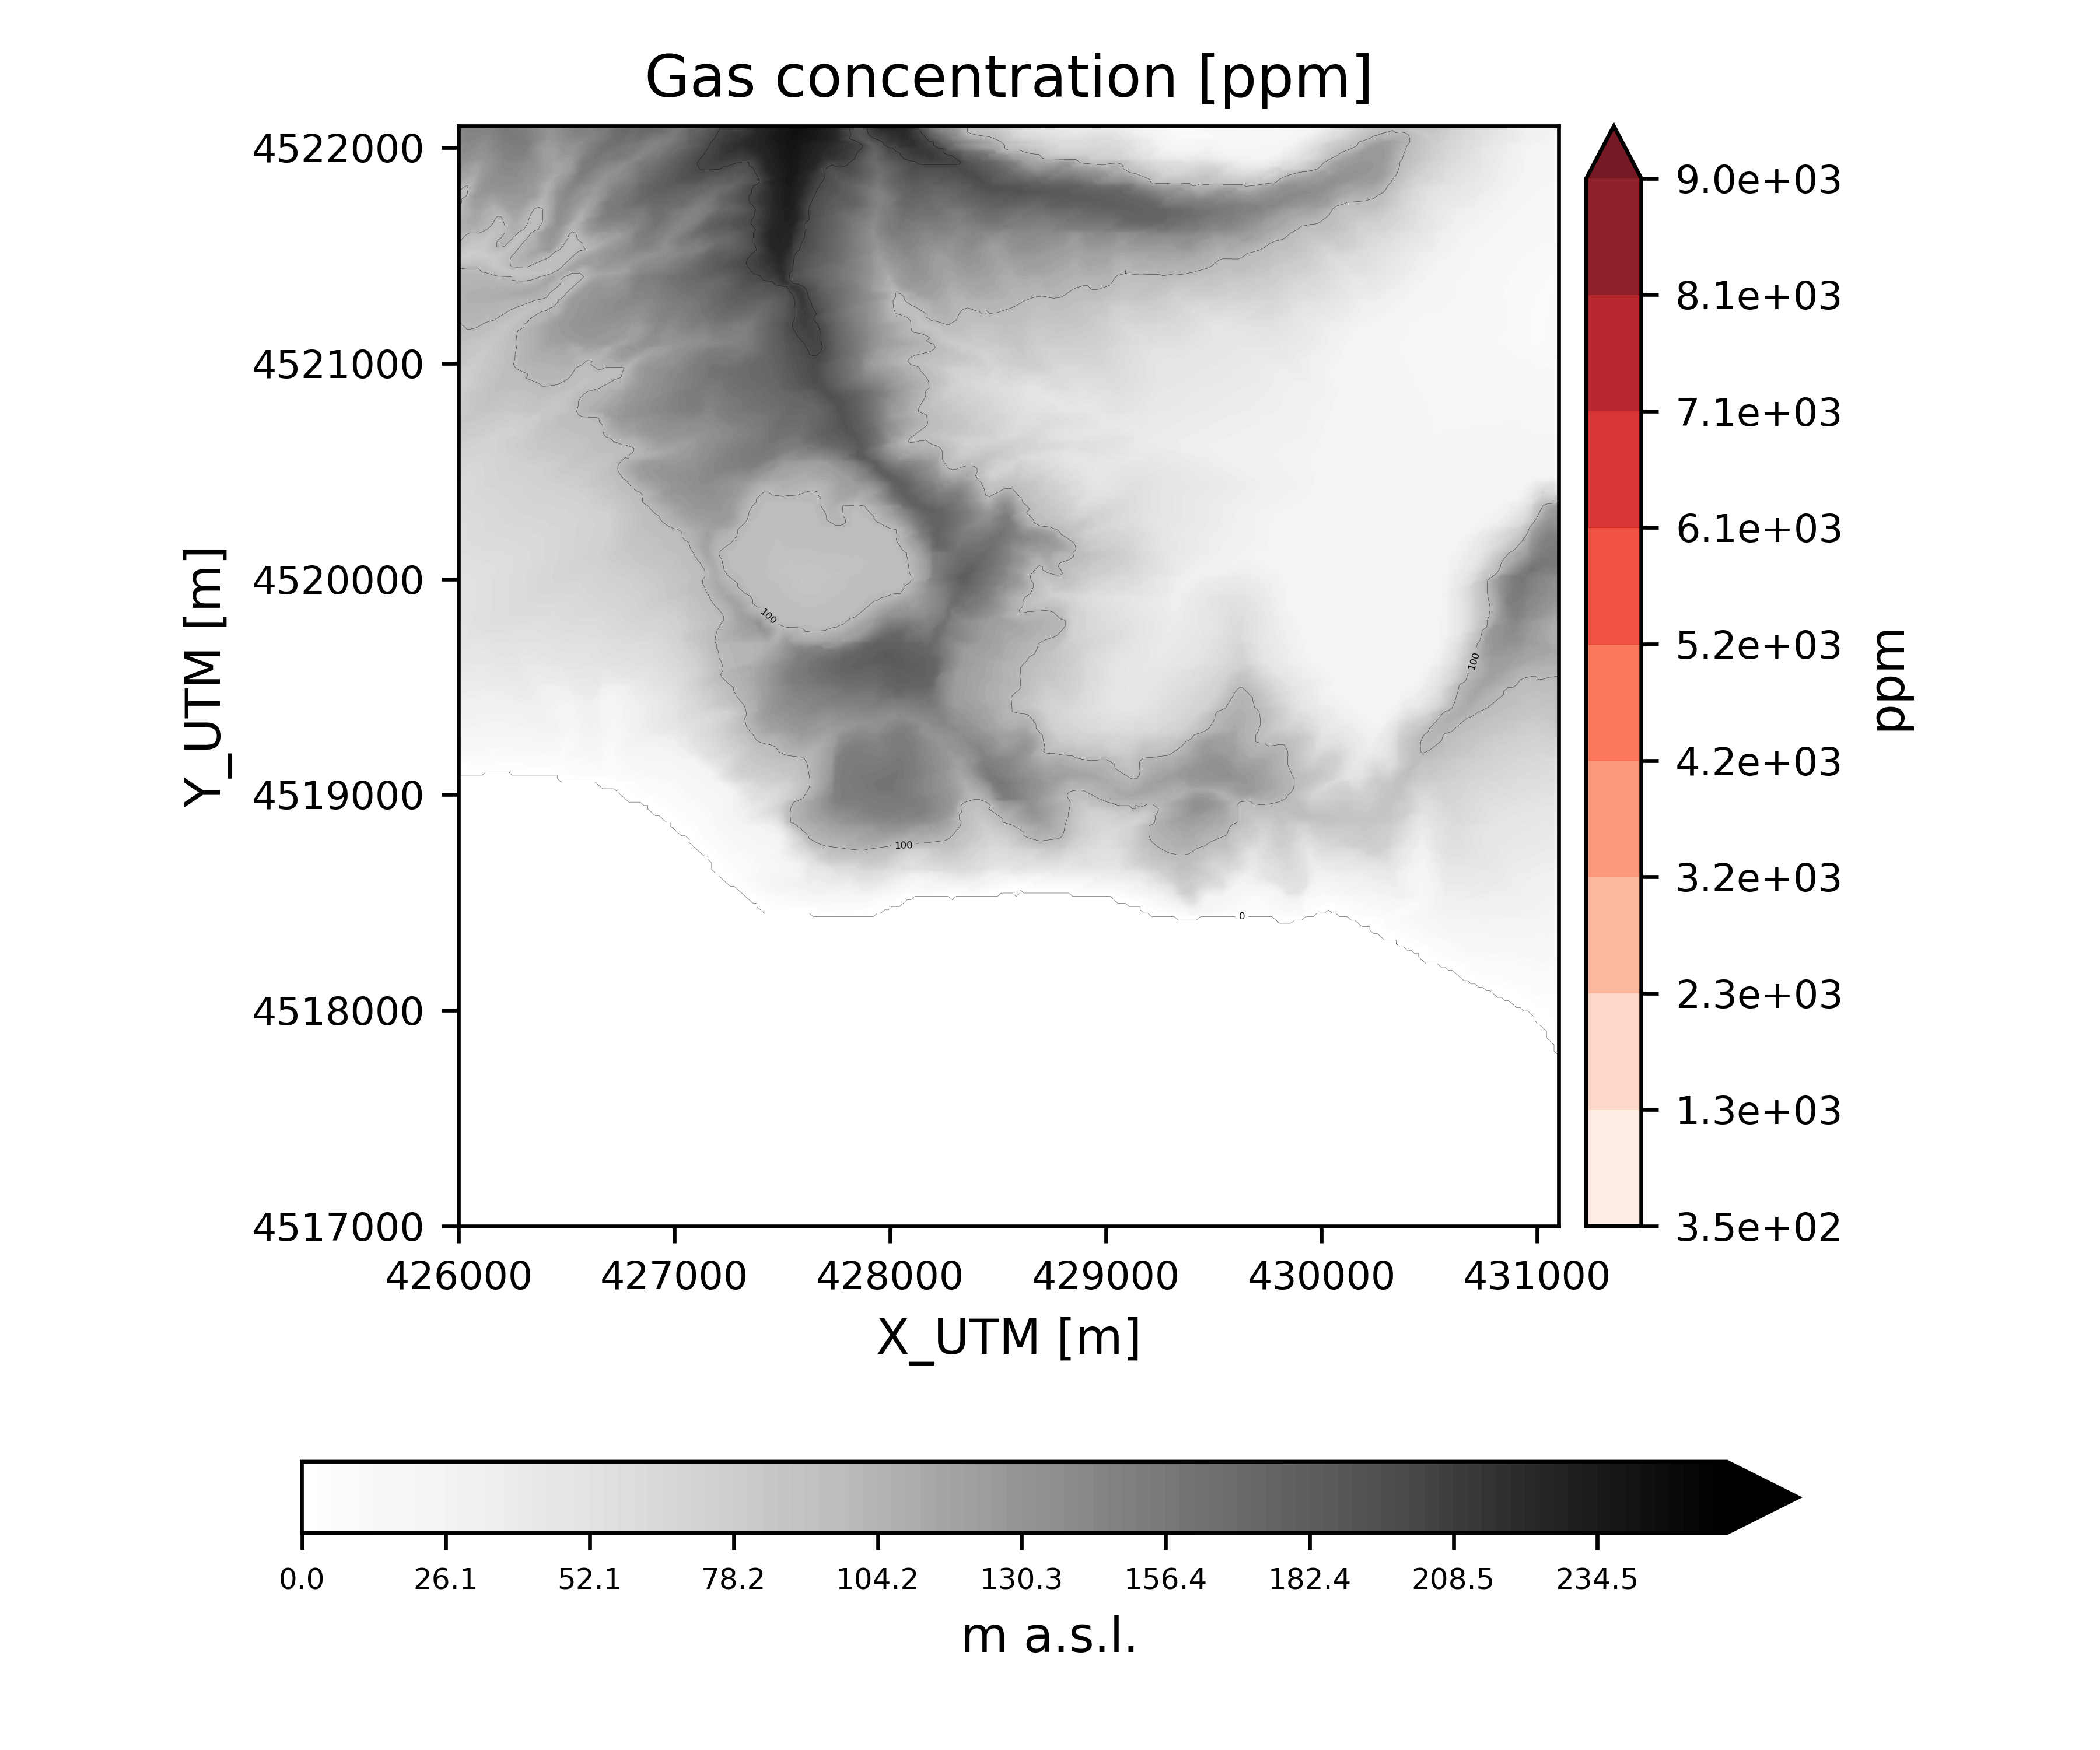 Gas concentration [ppm]
4522000
4521000
4520000
4519000
4518000
4517000
Y_UTM [m]
100
100
100
0
426000 427000 428000 429000 430000 431000
X_UTM [m]
9.0e+03
8.1e+03
7.1e+03
6.1e+03
5.2e+03
4.2e+03
3.2e+03
2.3e+03
1.3e+03
3.5e+02
ppm
0.0 26.1 52.1 78.2 104.2 130.3 156.4 182.4 208.5 234.5
m a.s.l.